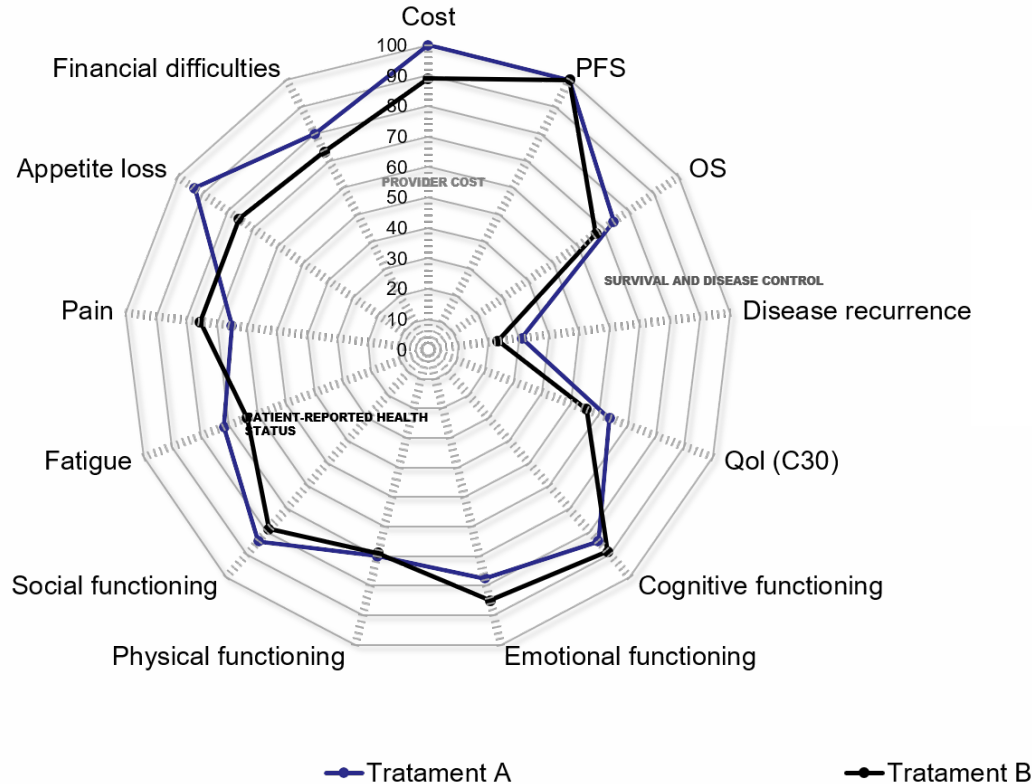 Cost
100
Financial difficulties
PFS
90
80
70
Appetite loss
OS
60
PROVIDER COST
50
40
SURVIVAL AND DISEASE CONTROL
30
Pain
Disease recurrence
20
10
0
PATIENT-REPORTED HEALTH
STATUS
Fatigue
Qol (C30)
Social functioning
Cognitive functioning
Physical functioning
Emotional functioning
Tratament A
Tratament B